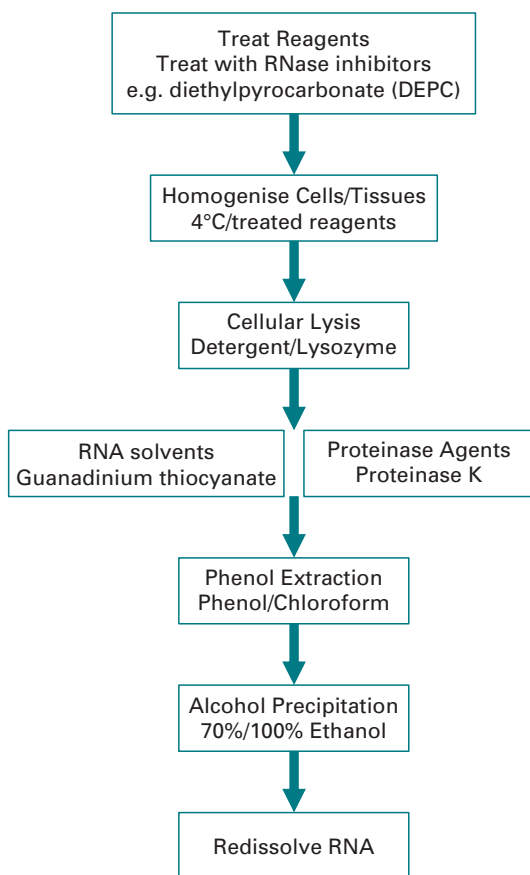 Treat Reagents
Treat with RNase inhibitors
e.g. diethylpyrocarbonate (DEPC)
Homogenise Cells/Tissues
4°C/treated reagents
Cellular Lysis
Detergent/Lysozyme
RNA solvents
Guanadinium thiocyanate
Proteinase Agents
Proteinase K
Phenol Extraction
Phenol/Chloroform
Alcohol Precipitation
70%/100% Ethanol
Redissolve RNA